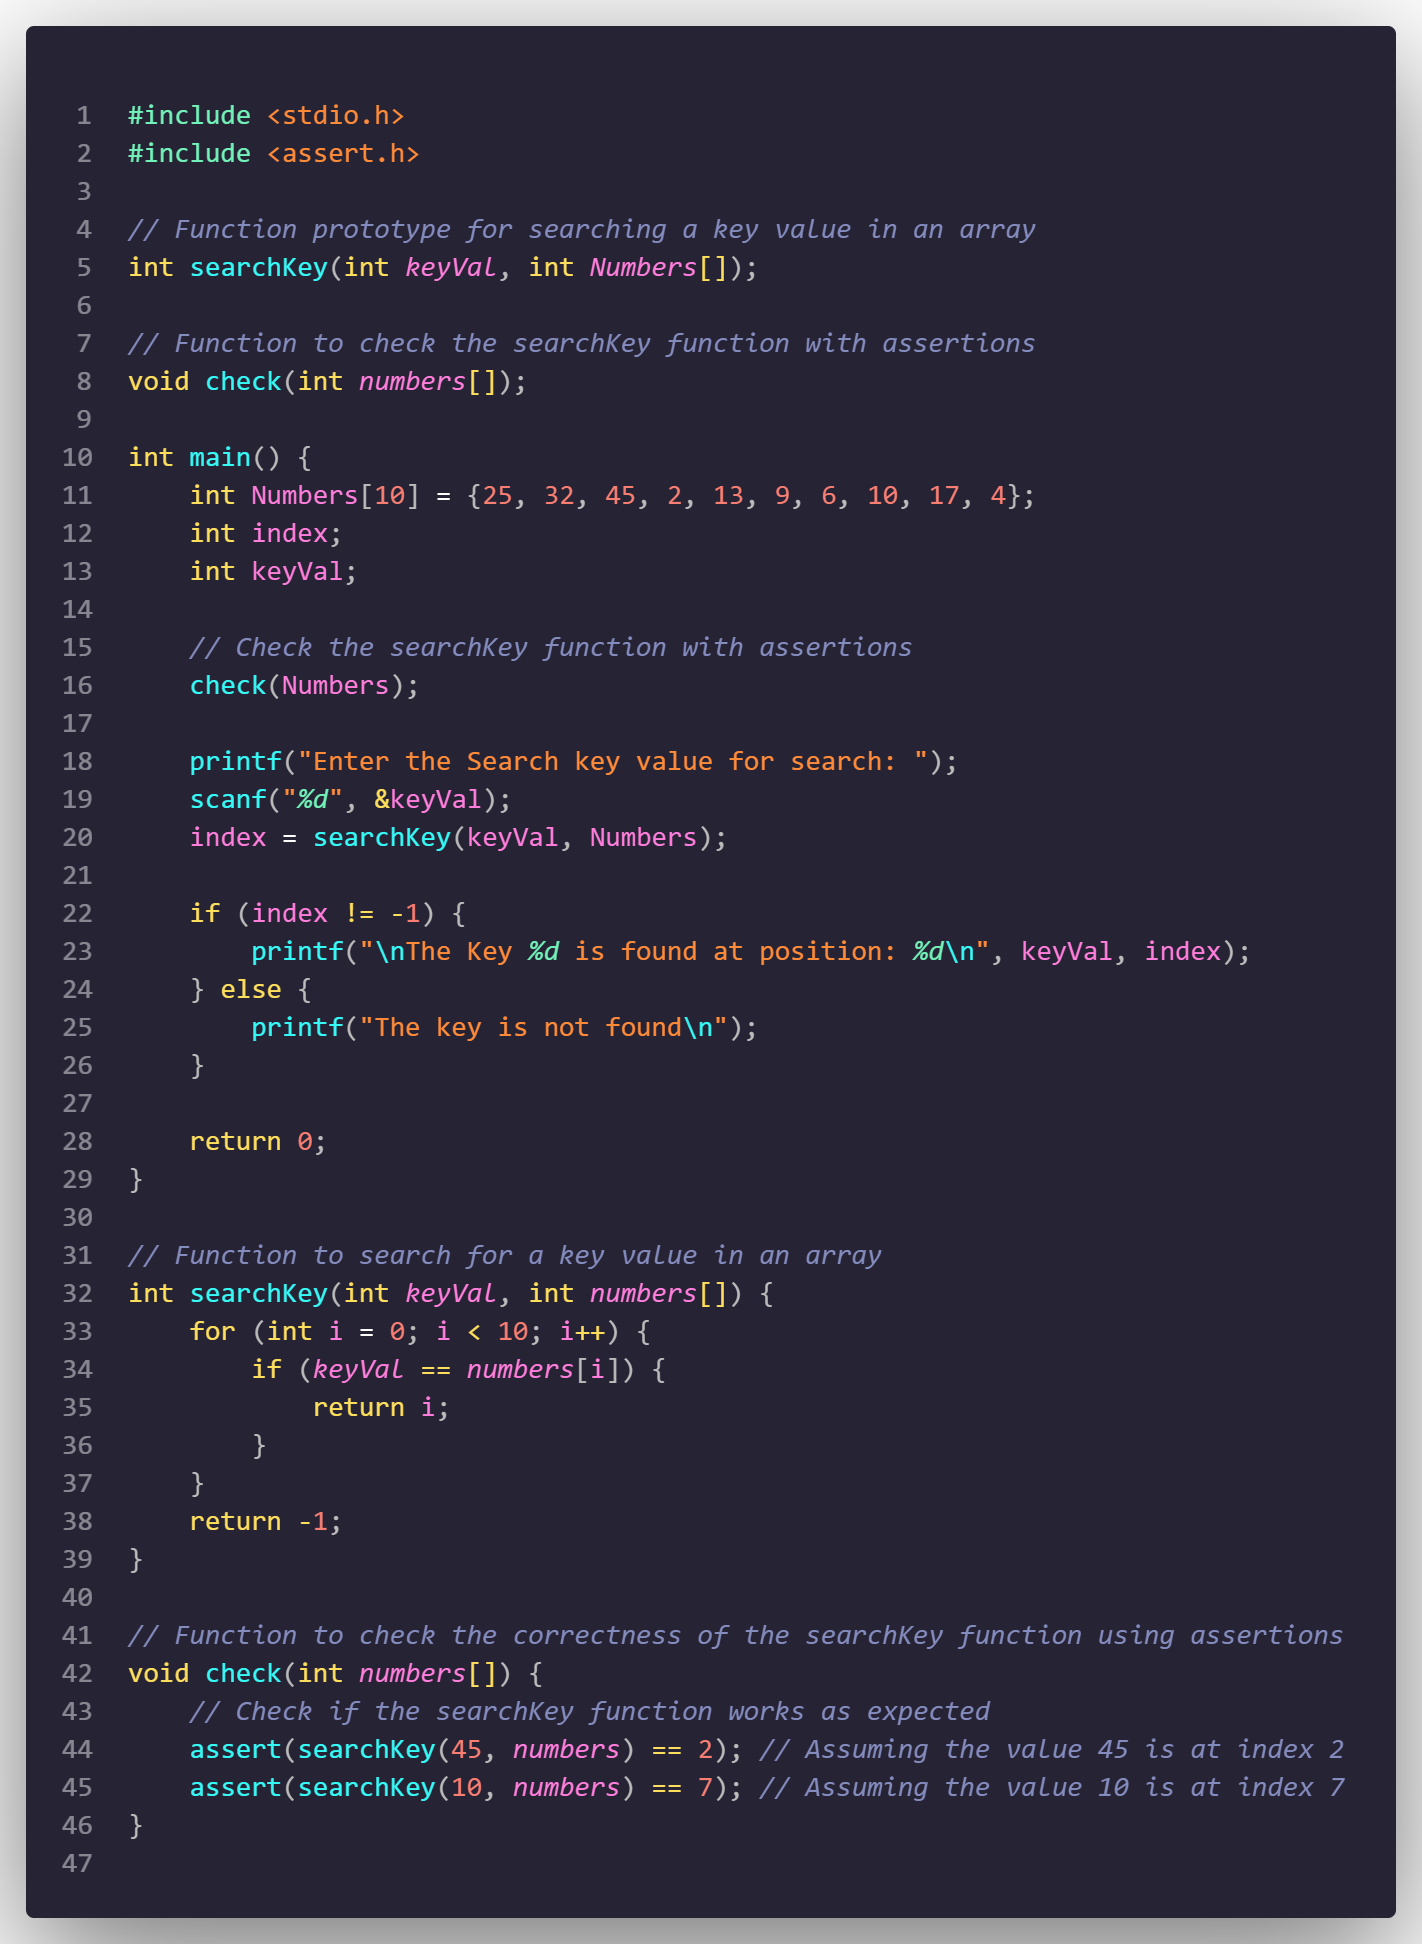 1 #include <stdio.h>
2 #include <assert.h>
3
4 // Function prototype for searching a key value in an array
5 int searchKey(int keyVal, int Numbers[]);
6
7 // Function to check the searchKey function with assertions
8 void check(int numbers[]);
9
10 int main() {
11     int Numbers[10] = {25, 32, 45, 2, 13, 9, 6, 10, 17, 4};
12     int index;
13     int keyVal;
14
15     // Check the searchKey function with assertions
16     check(Numbers);
17
18     printf("Enter the Search key value for search: ");
19     scanf("%d", &keyVal);
20     index = searchKey(keyVal, Numbers);
21
22     if (index != -1) {
23         printf("\nThe Key %d is found at position: %d\n", keyVal, index);
24     } else {
25         printf("The key is not found\n");
26     }
27
28     return 0;
29 }
30
31 // Function to search for a key value in an array
32 int searchKey(int keyVal, int numbers[]) {
33     for (int i = 0; i < 10; i++) {
34         if (keyVal == numbers[i]) {
35             return i;
36         }
37     }
38     return -1;
39 }
40
41 // Function to check the correctness of the searchKey function using assertions
42 void check(int numbers[]) {
43     // Check if the searchKey function works as expected
44     assert(searchKey(45, numbers) == 2); // Assuming the value 45 is at index 2
45     assert(searchKey(10, numbers) == 7); // Assuming the value 10 is at index 7
46 }
47